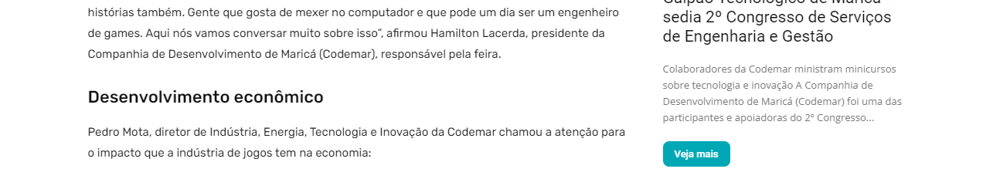 histórias também. Gente que gosta de mexer no computador e que pode um dia ser um engenheiro
de games. Aqui nós vamos conversar muito sobre isso”, afirmou Hamilton Lacerda, presidente da
Companhia de Desenvolvimento de Maricá (Codemar), responsável pela feira.
Desenvolvimento econômico
Pedro Mota, diretor de Indústria, Energia, Tecnologia e Inovação da Codemar chamou a atenção para
o impacto que a indústria de jogos tem na economia:
Galpão Tecnológico de Maricá
sedia 2º Congresso de Serviços
de Engenharia e Gestão
Colaboradores da Codemar ministram minicursos
sobre tecnologia e inovação A Companhia de
Desenvolvimento de Maricá (Codemar) foi uma das
participantes e apoiadoras do 2º Congresso...
Veja mais